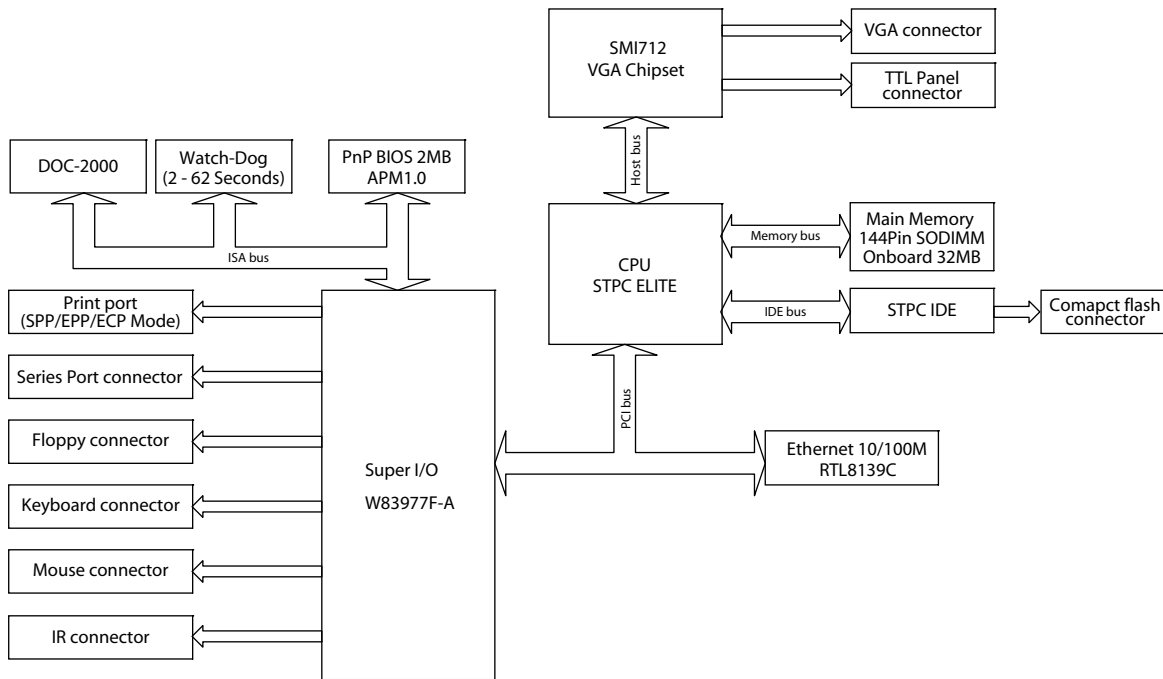 SMI712
VGA Chipset
VGA connector
TTL Panel
connector
Host bus
DOC-2000
Watch-Dog
(2 - 62 Seconds)
PnP BIOS 2MB
APM1.0
ISA bus
CPU
STPC ELITE
Memory bus
Main Memory
144Pin SODIMM
Onboard 32MB
IDE bus
STPC IDE
Comapct flash
connector
PCI bus
Print port
(SPP/EPP/ECP Mode)
Series Port connector
Floppy connector
Keyboard connector
Mouse connector
IR connector
Super I/O
W83977F-A
Ethernet 10/100M
RTL8139C